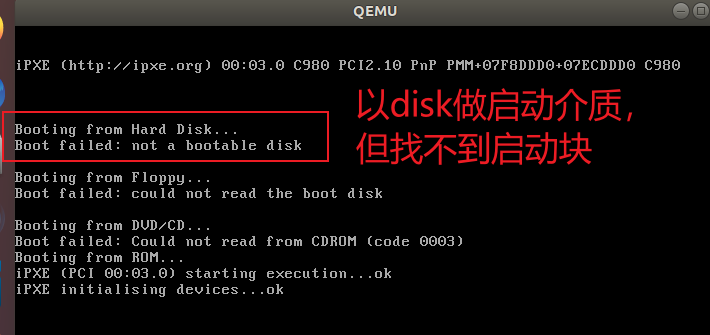 QEMU
iPXE (http://ipxe.org) 00:03.0 C980 PCI2.10 PnP PMM+07F8DDD0+07ECDDD0 C980
以disk做启动介质，
但找不到启动块
Booting from Hard Disk...
Boot failed: not a bootable disk
Booting from Floppy...
Boot failed: could not read the boot disk
Booting from DVD/CD...
Boot failed: Could not read from CDROM (code 0003)
Booting from ROM...
iPXE (PCI 00:03.0) starting execution...ok
iPXE initialising devices...ok